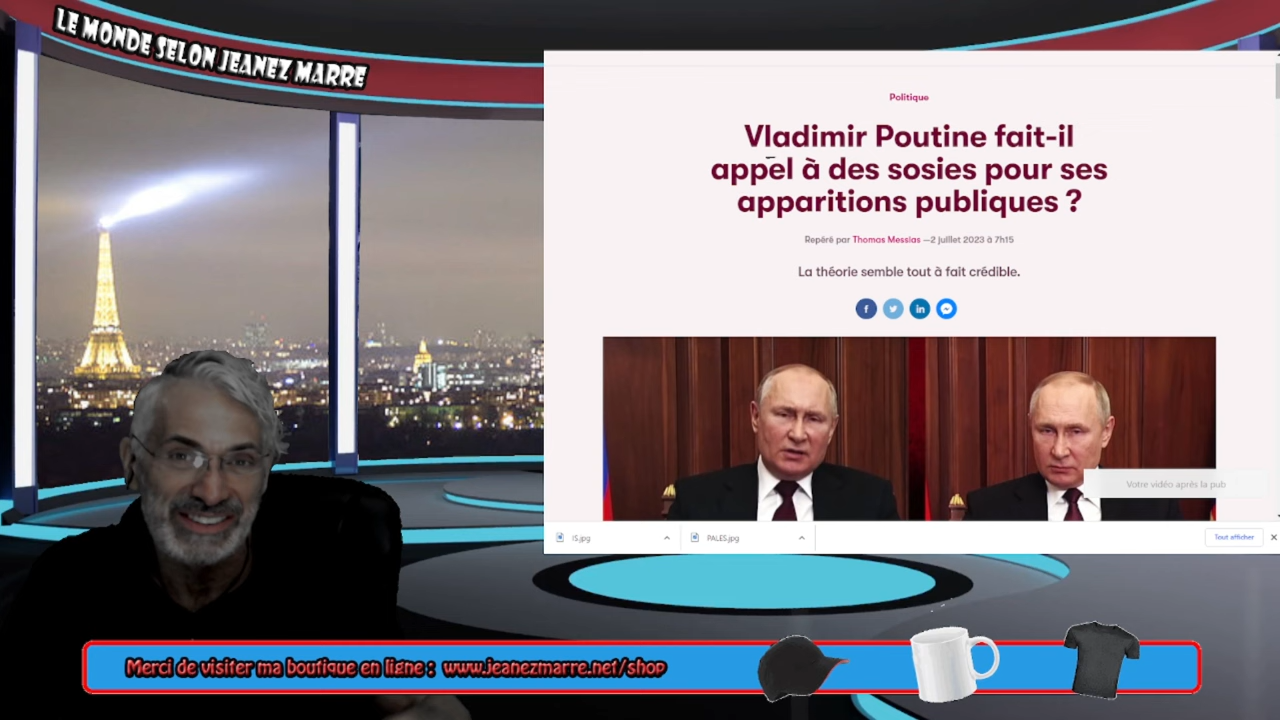 LE MONDE SELON JEANEZ MARRE
Politique
Vladimir Poutine fait-il
appel à des sosies pour ses
apparitions publiques ?
Repéré par Thomas Messias — 2 juillet 2023 à 7h15
La théorie semble tout à fait crédible.
Votre vidéo après la pub
IS.jpg
PALES.jpg
Tout afficher
Merci de visiter ma boutique en ligne : www.jeanezmarre.net/shop